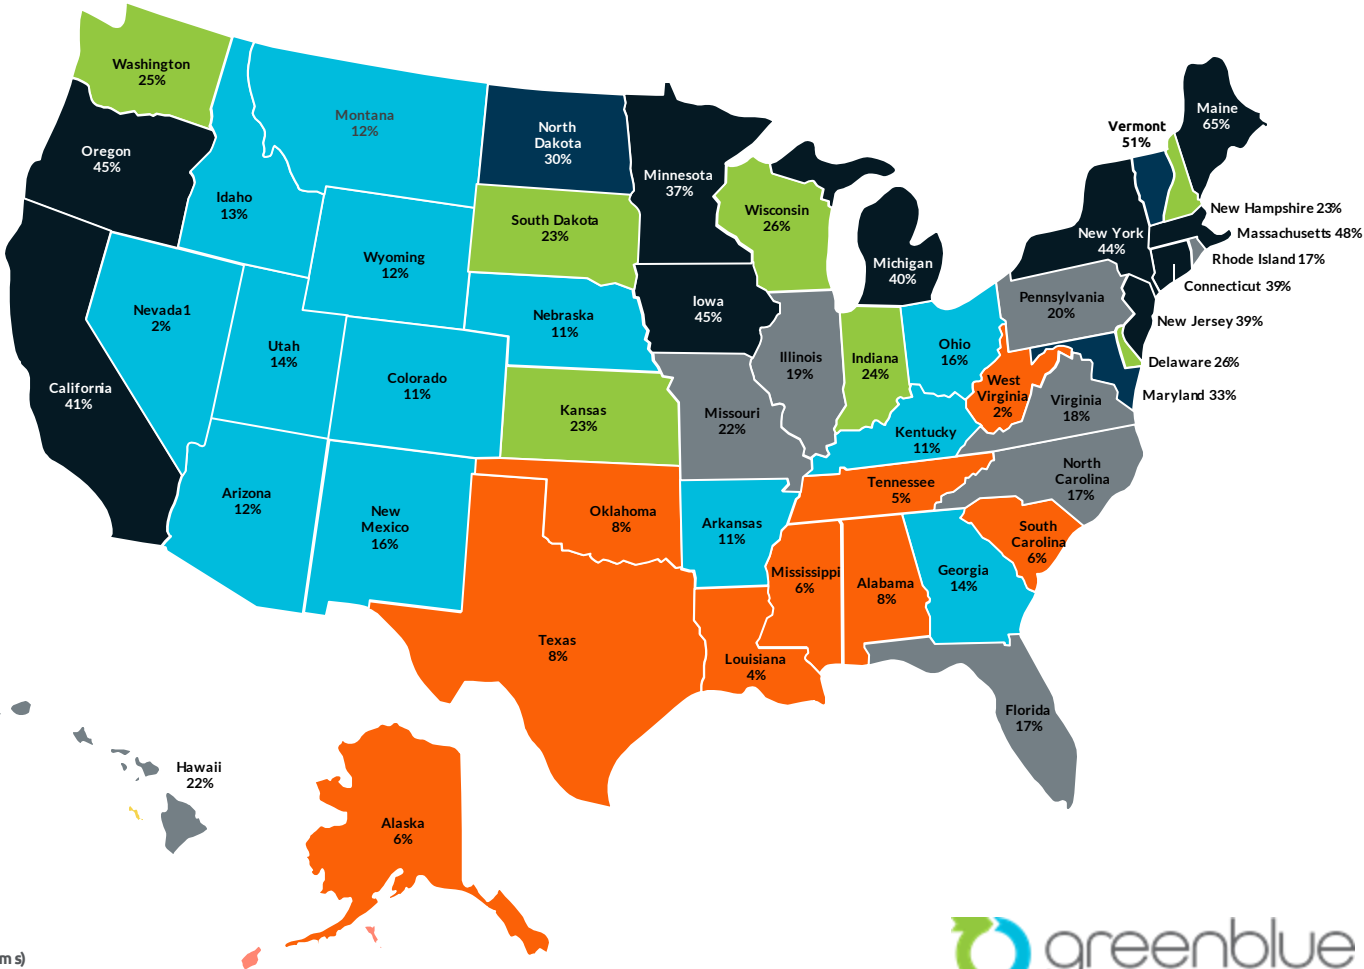 Washington
25%
Oregon
45%
California
41%
Idaho
13%
Montana
12%
Wyoming
12%
Nevada1
2%
Utah
14%
Colorado
11%
Arizona
12%
New
Mexico
16%
North
Dakota
30%
South Dakota
23%
Nebraska
11%
Kansas
23%
Oklahoma
8%
Texas
8%
Minnesota
37%
Iowa
45%
Missouri
22%
Arkansas
11%
Louisiana
4%
Wisconsin
26%
Illinois
19%
Michigan
40%
Indiana
24%
Ohio
16%
Kentucky
11%
Tennessee
5%
Mississippi
6%
Alabama
8%
Georgia
14%
Florida
17%
South
Carolina
6%
North
Carolina
17%
Virginia
18%
West
Virginia
2%
Pennsylvania
20%
New York
44%
Vermont
51%
Maine
65%
New Hampshire 23%
Massachusetts 48%
Rhode Island 17%
Connecticut 39%
New Jersey 39%
Delaware 26%
Maryland 33%
Hawaii
22%
Alaska
6%
ms)
greenblue